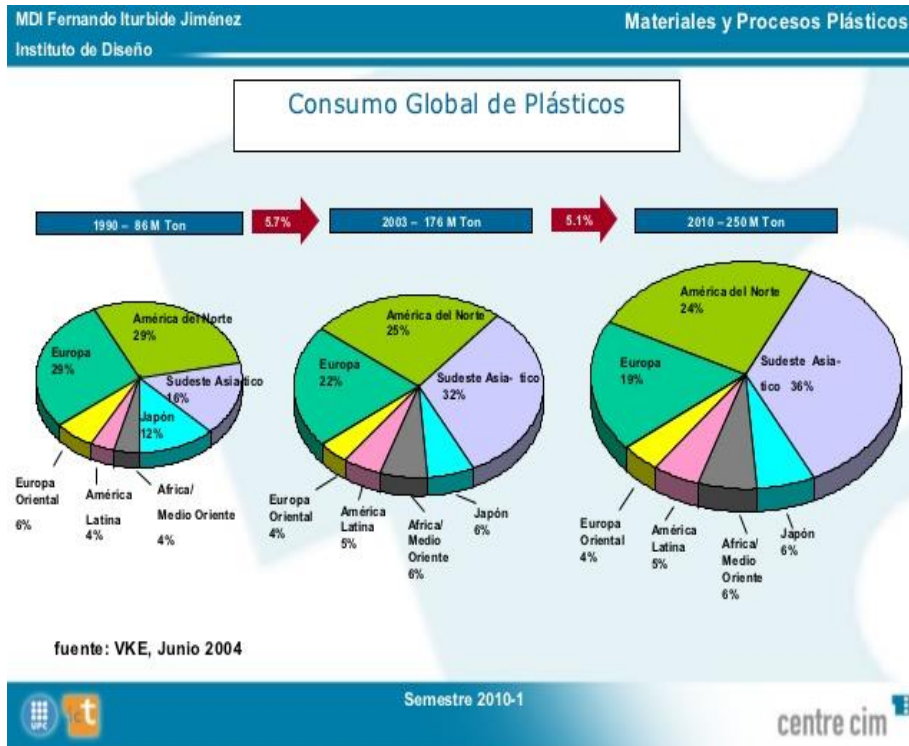 MDI Fernando Iturbide Jiménez
Materiales y Procesos Plásticos
Instituto de Diseño
Consumo Global de Plásticos
1990 – 86 M Ton
5.7%
2003 – 176 M Ton
5.1%
2010 – 250 M Ton
América del Norte
29%
Europa
29%
Sudeste Asiatico
16%
Japón
12%
Europa
Oriental
6%
América
Latina
4%
Africa/
Medio Oriente
4%
América del Norte
25%
Europa
22%
Sudeste Asia- tico
32%
Europa
Oriental
4%
América
Latina
5%
Africa/
Medio
Oriente
6%
Japón
6%
América del Norte
24%
Europa
19%
Sudeste Asia-
tico 36%
Europa
Oriental
4%
América
Latina
5%
Africa/
Medio
Oriente
6%
Japón
6%
fuente: VKE, Junio 2004
Semestre 2010-1
UPC
ict
centre cim